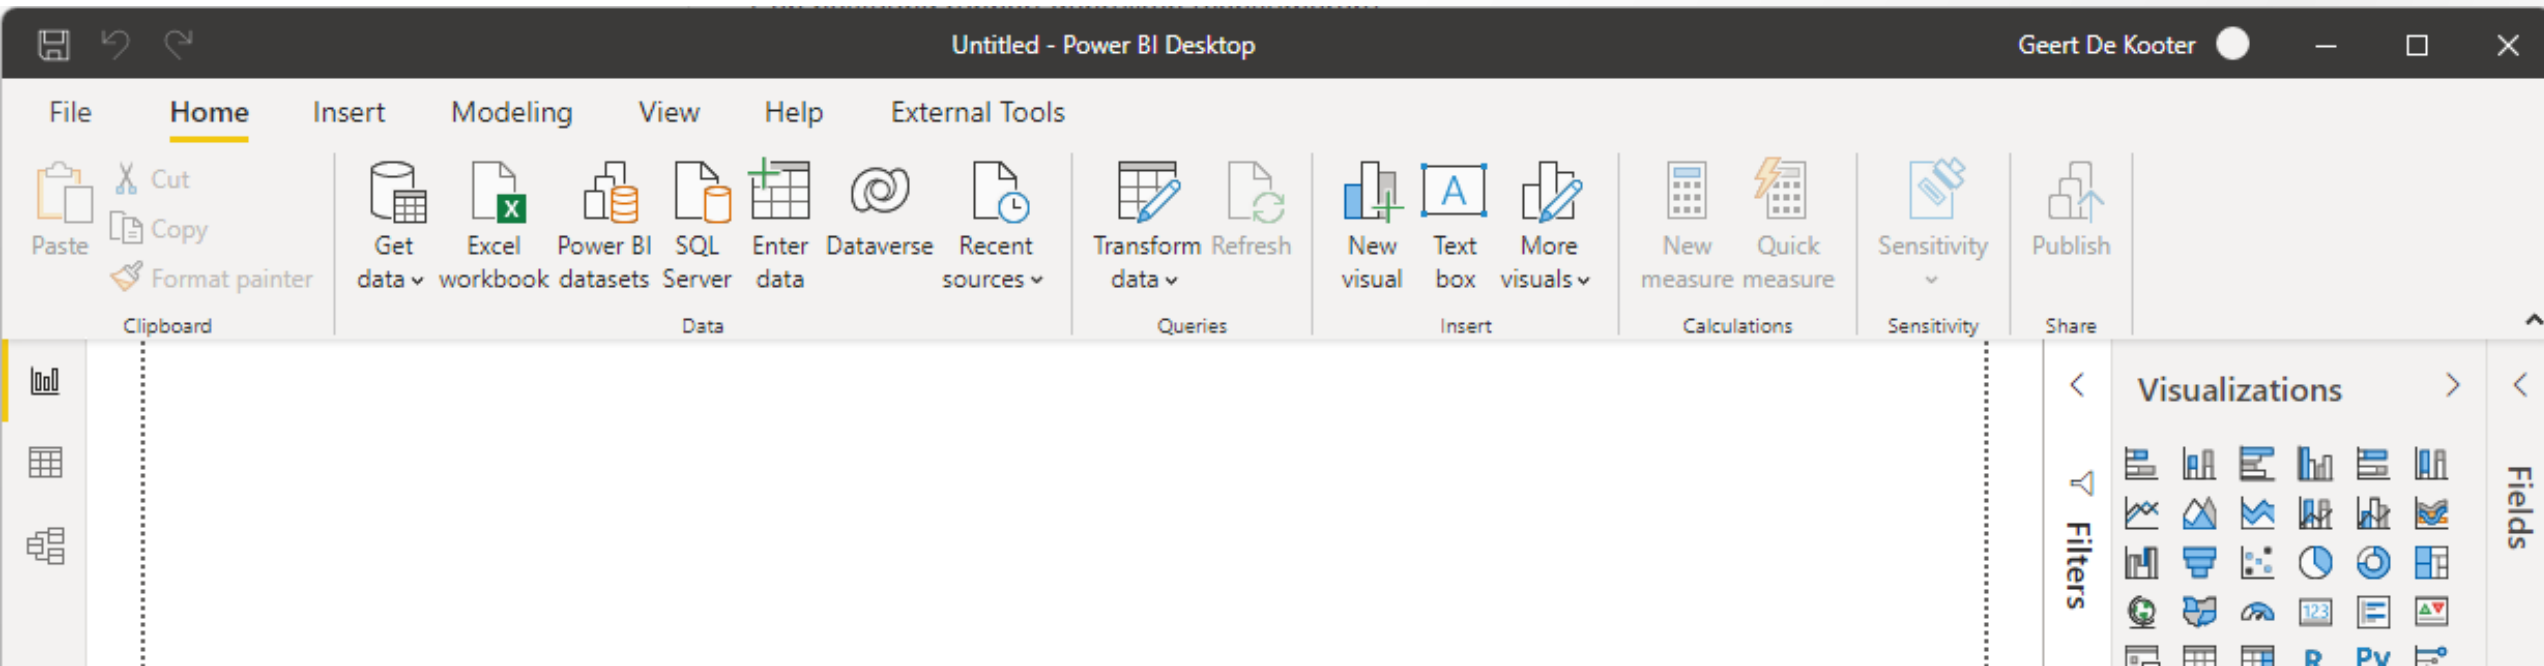 Untitled - Power BI Desktop
Geert De Kooter
File Home Insert Modeling View Help External Tools
Paste
Cut
Copy
Format painter
Clipboard
Get
data
Excel
workbook
Power BI
datasets
SQL
Server
Enter
data
Dataverse
Recent
sources
Data
Transform
data
Refresh
Queries
New
visual
Text
box
More
visuals
Insert
New
measure
Quick
measure
Calculations
Sensitivity
Sensitivity
Publish
Share
Filters
Visualizations
123
R
Py
Fields